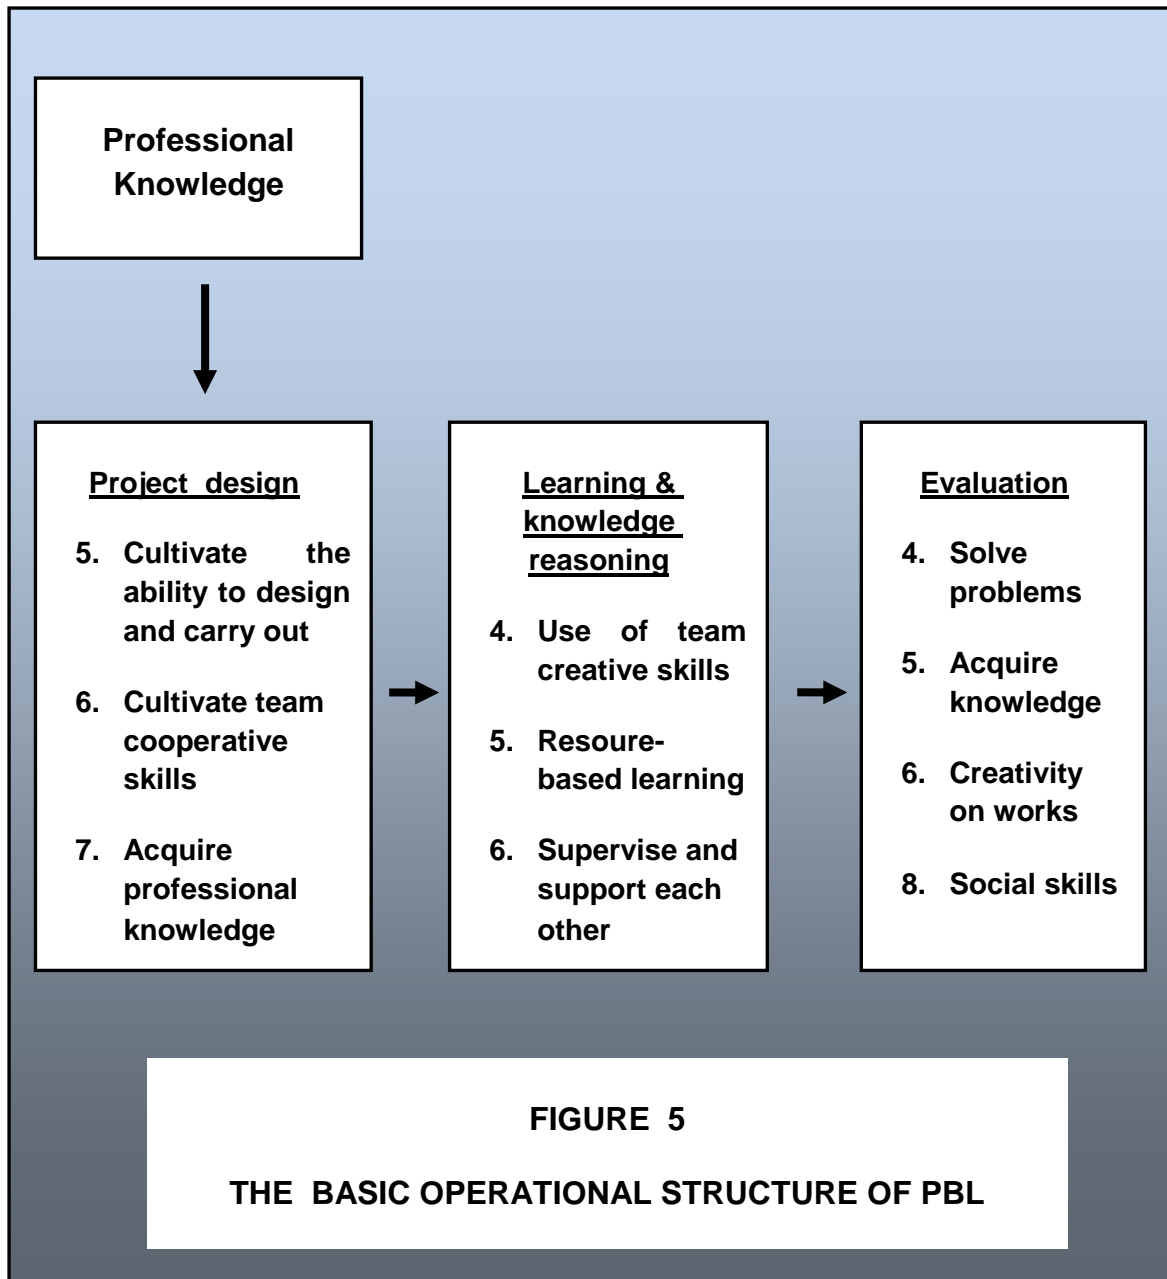 Professional
Knowledge
Project design
5. Cultivate the
ability to design
and carry out
6. Cultivate team
cooperative
skills
7. Acquire
professional
knowledge
Learning &
knowledge
reasoning
4. Use of team
creative skills
5. Resoure-
based learning
6. Supervise and
support each
other
Evaluation
4. Solve
problems
5. Acquire
knowledge
6. Creativity
on works
8. Social skills
FIGURE 5
THE BASIC OPERATIONAL STRUCTURE OF PBL